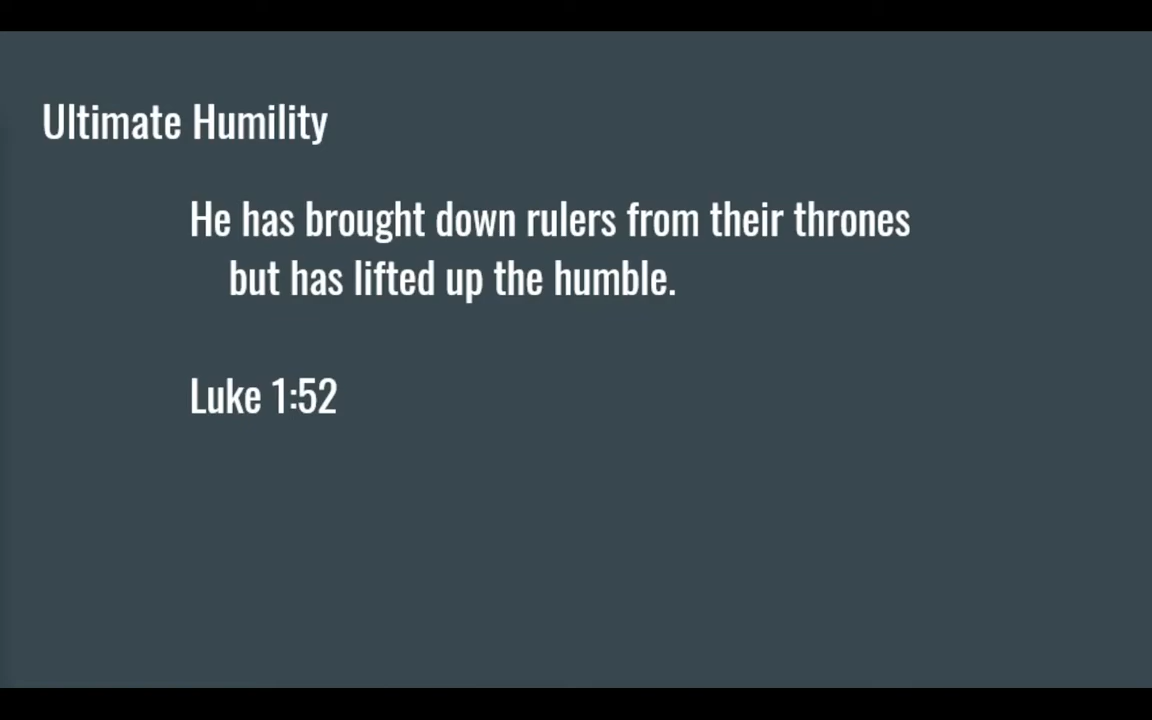 Ultimate Humility
He has brought down rulers from their thrones
but has lifted up the humble.
Luke 1:52